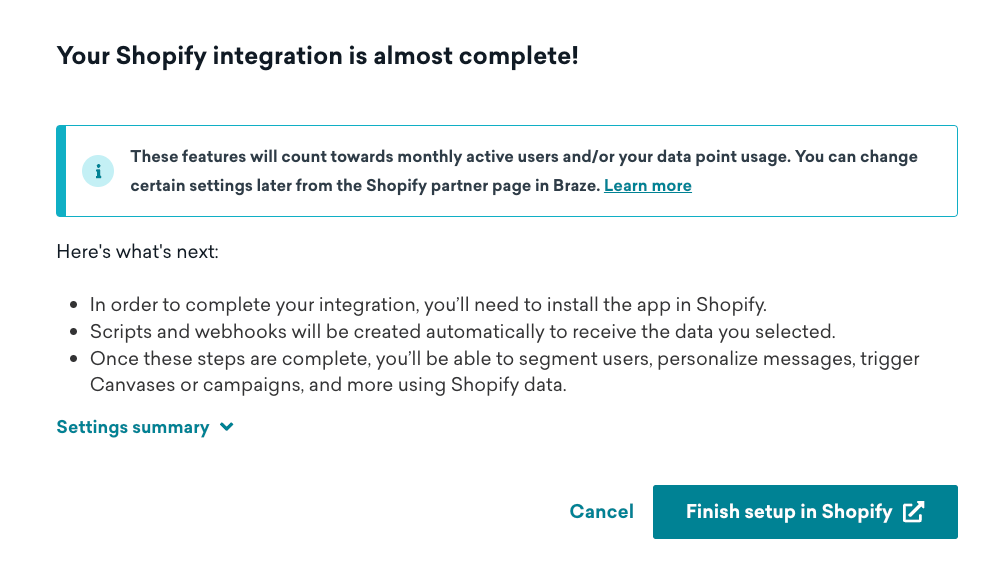 Your Shopify integration is almost complete!
These features will count towards monthly active users and/or your data point usage. You can change
certain settings later from the Shopify partner page in Braze. Learn more
Here's what's next:
In order to complete your integration, you’ll need to install the app in Shopify.
Scripts and webhooks will be created automatically to receive the data you selected.
Once these steps are complete, you’ll be able to segment users, personalize messages, trigger
Canvases or campaigns, and more using Shopify data.
Settings summary
Cancel
Finish setup in Shopify